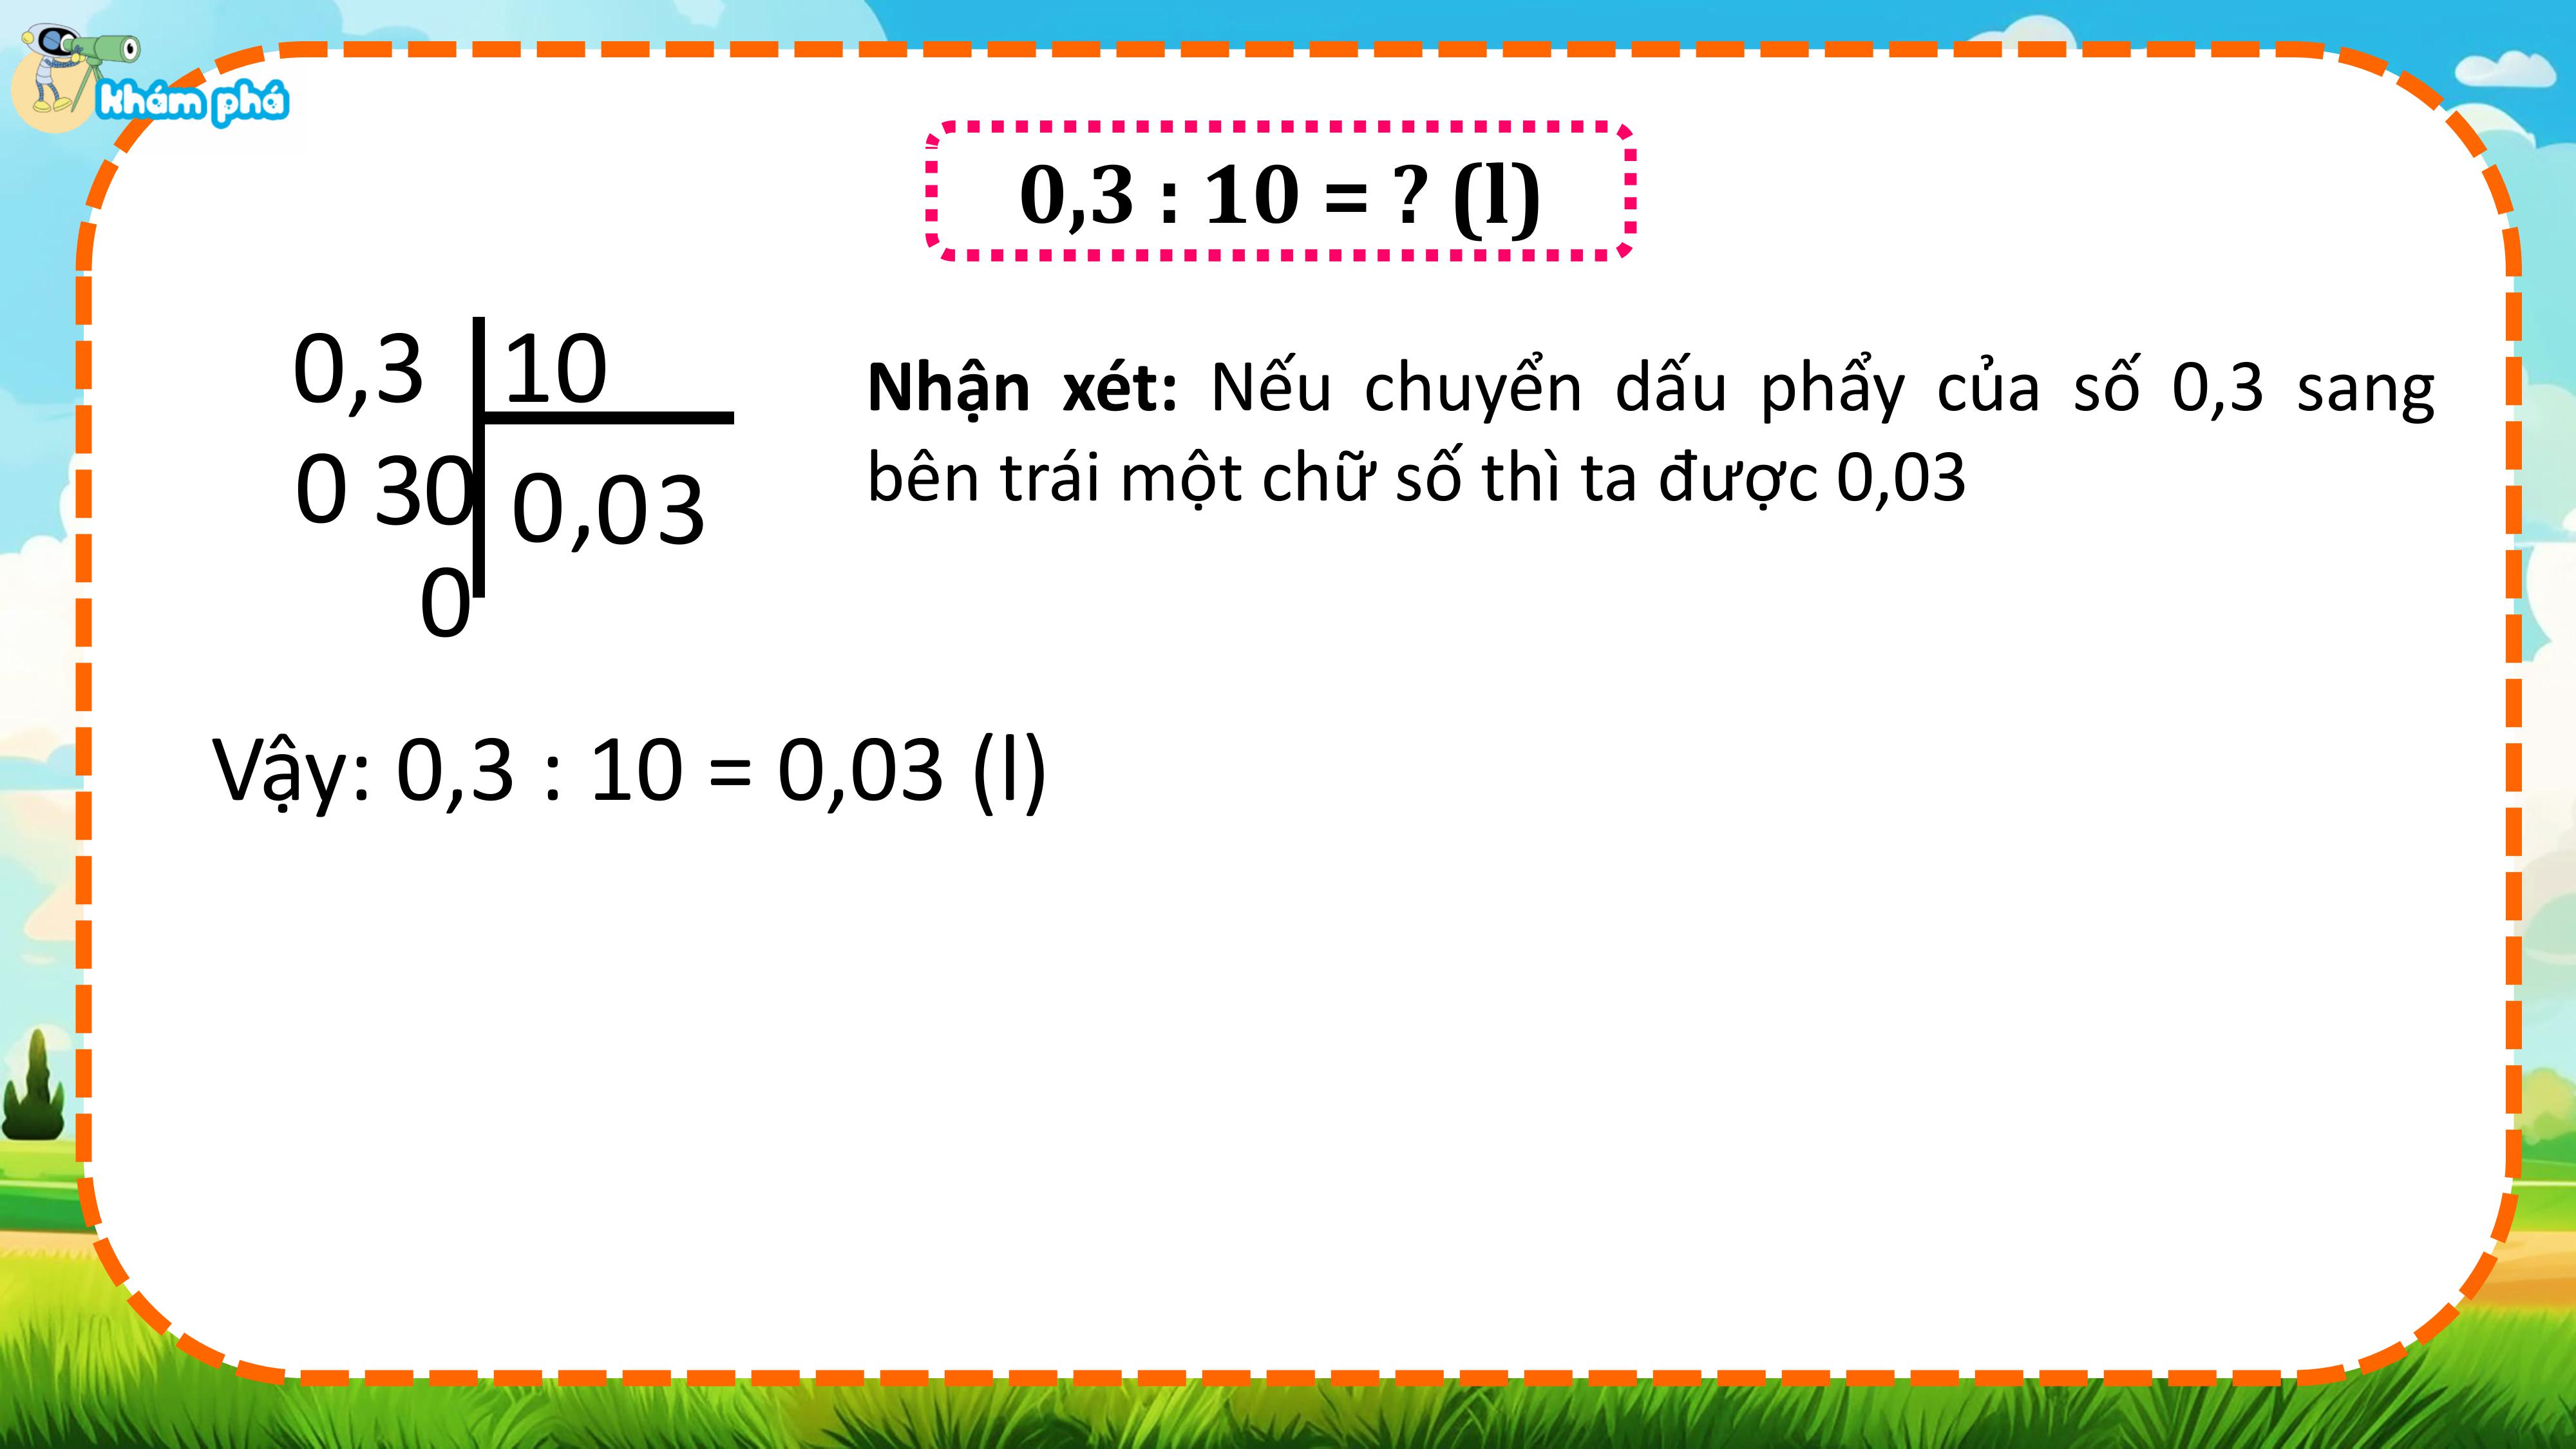 khám phá
0,3 : 10 = ? (l)
0,3 10
0 30 0,03
0
Nhận xét: Nếu chuyển dấu phẩy của số 0,3 sang
bên trái một chữ số thì ta được 0,03
Vậy: 0,3 : 10 = 0,03 (l)